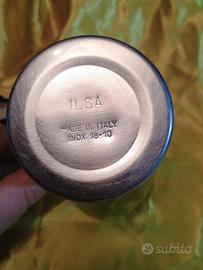 ILSA
MADE IN ITALY
INOX 18-10
subito